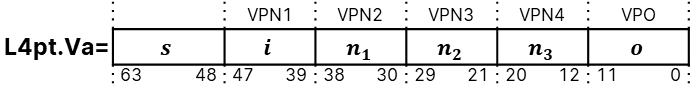 VPN1 VPN2 VPN3 VPN4 VPO
L4pt.Va= s i n₁ n₂ n₃ o
63 48 47 39 38 30 29 21 20 12 11 0